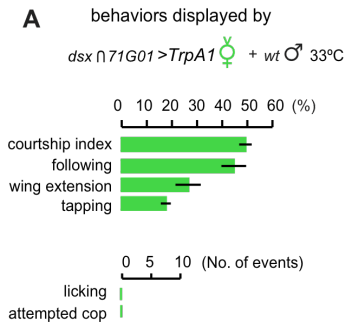 A behaviors displayed by
dsx ∩ 71G01 >TrpA1 + wt ♂ 33ºC
0 10 20 30 40 50 60 (%)
courtship index
following
wing extension
tapping
0 5 10 (No. of events)
licking
attempted cop